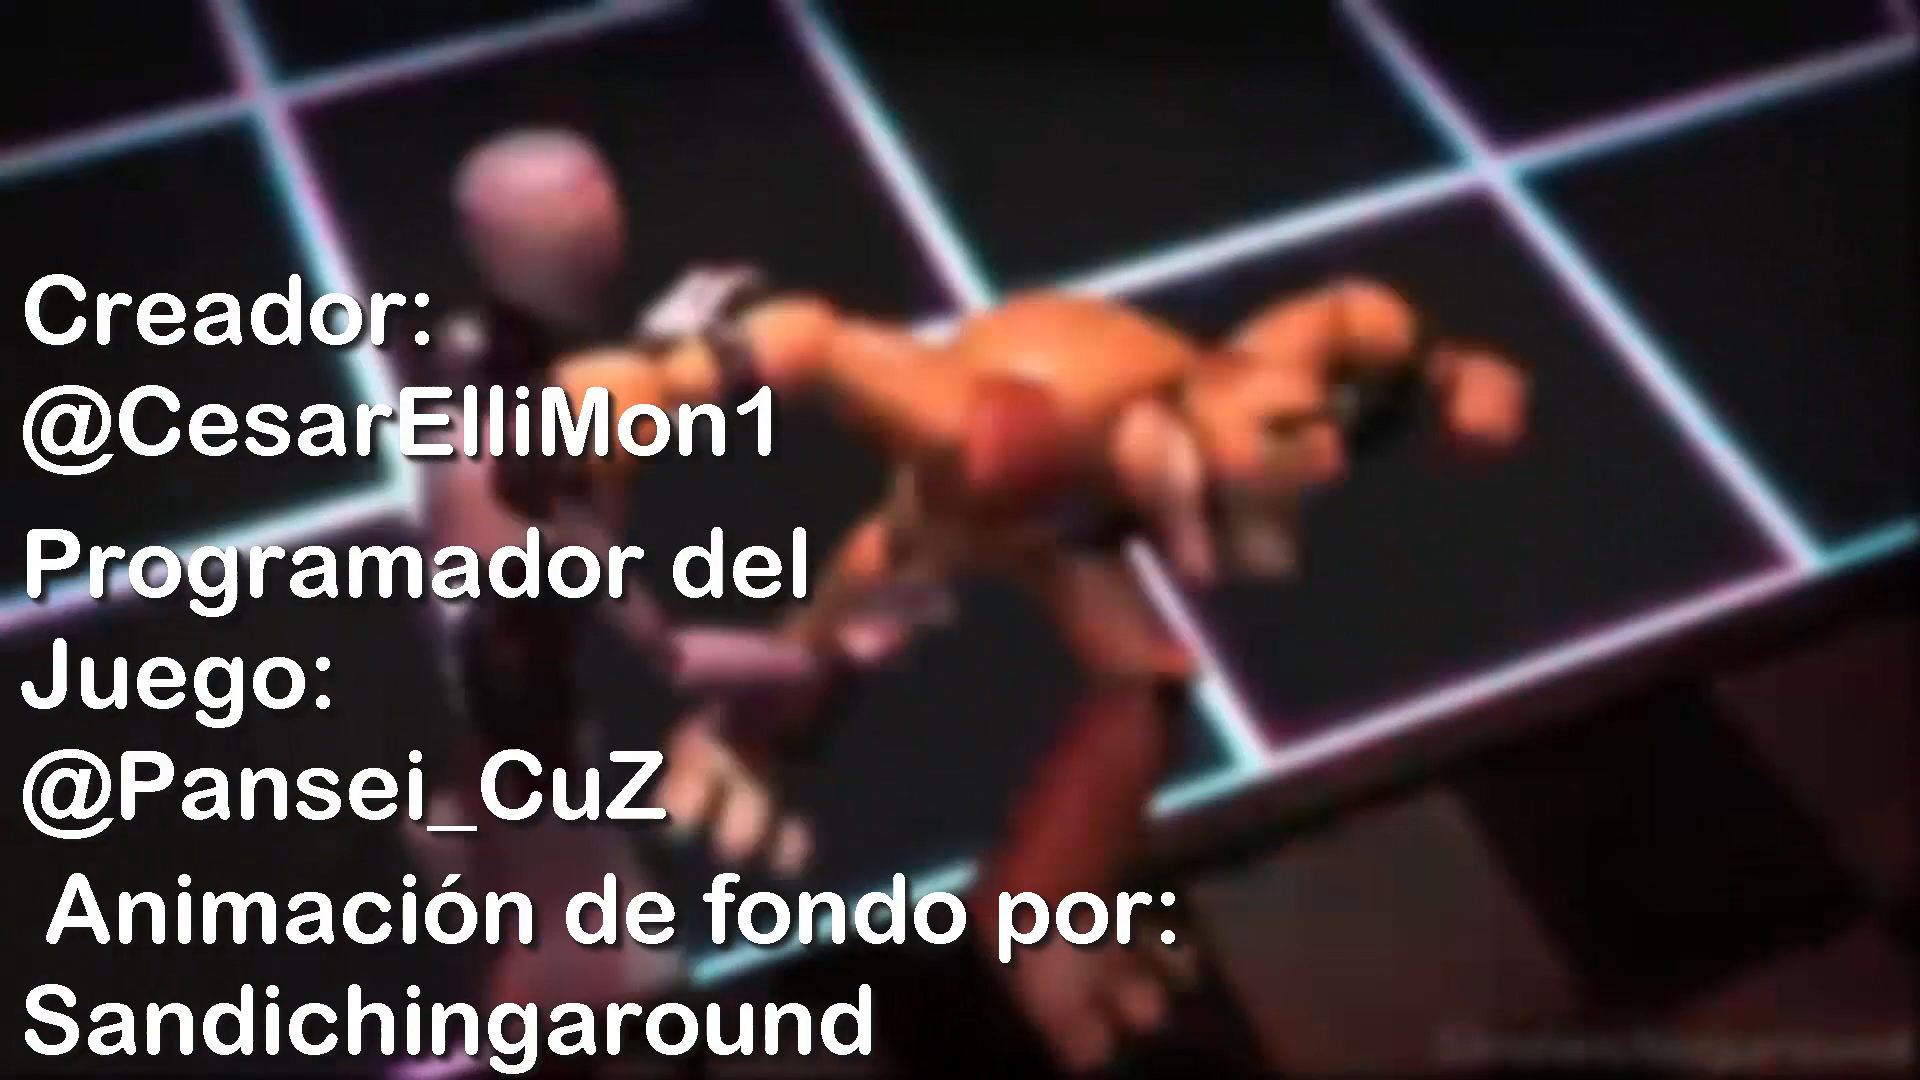 Creador:
@CesarElliMon1
Programador del
Juego:
@Pansei_CuZ
Animación de fondo por:
Sandichingaround